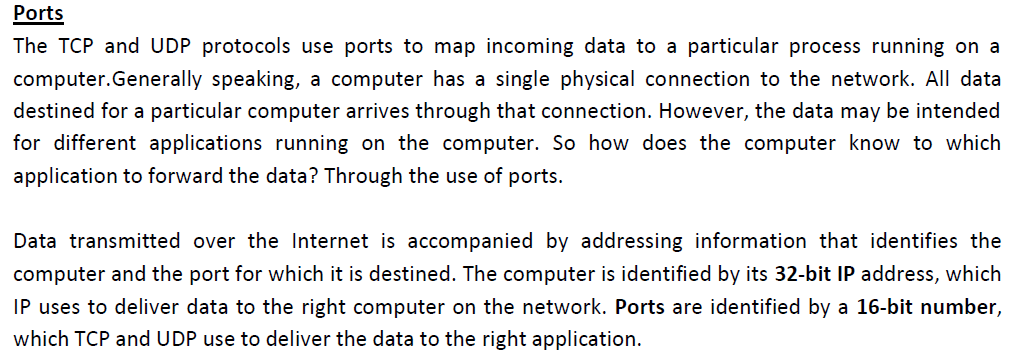 Ports
The TCP and UDP protocols use ports to map incoming data to a particular process running on a
computer.Generally speaking, a computer has a single physical connection to the network. All data
destined for a particular computer arrives through that connection. However, the data may be intended
for different applications running on the computer. So how does the computer know to which
application to forward the data? Through the use of ports.
Data transmitted over the Internet is accompanied by addressing information that identifies the
computer and the port for which it is destined. The computer is identified by its 32-bit IP address, which
IP uses to deliver data to the right computer on the network. Ports are identified by a 16-bit number,
which TCP and UDP use to deliver the data to the right application.